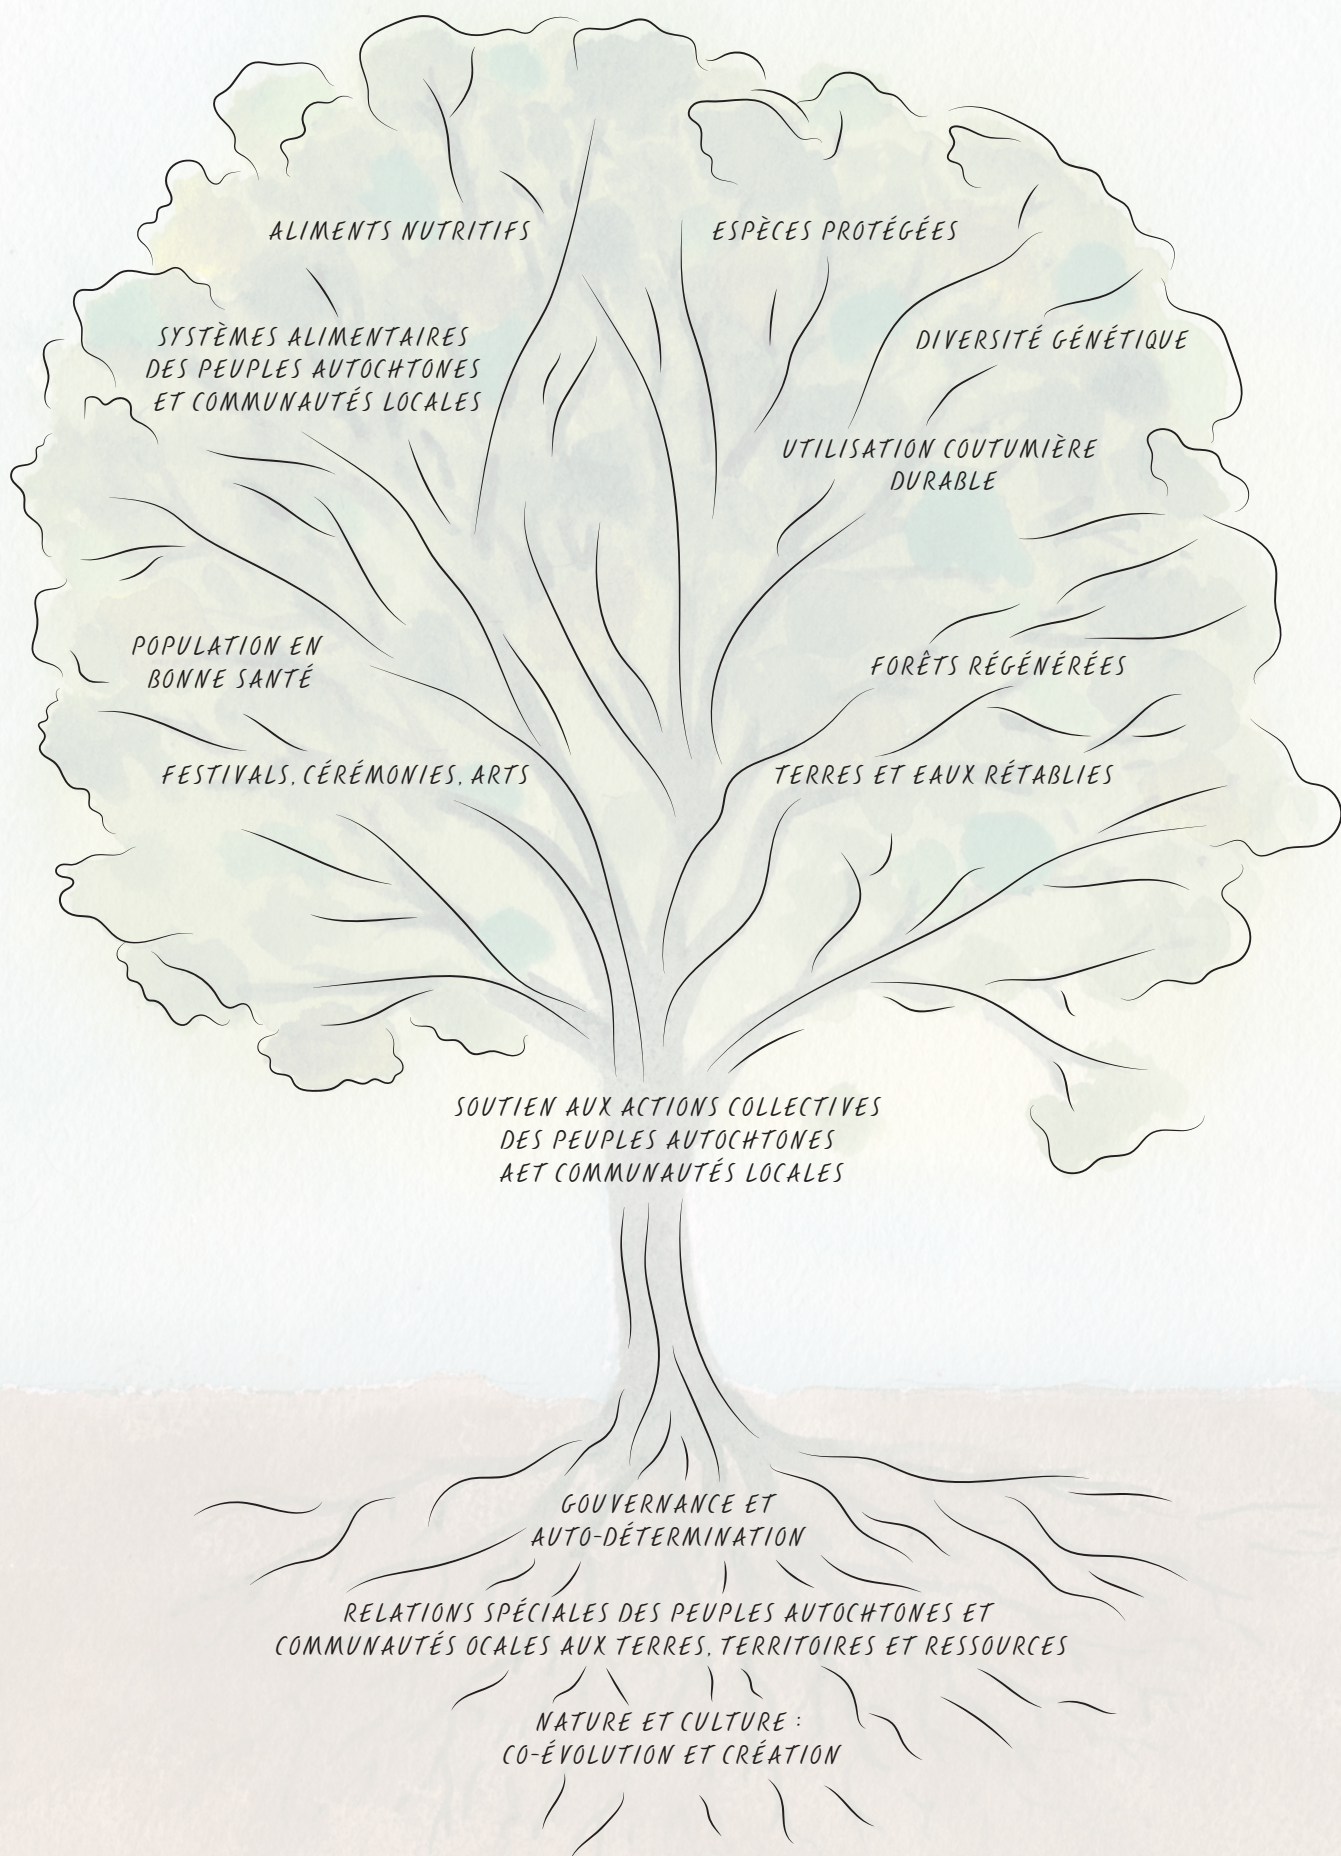 ALIMENTS NUTRITIFS
ESPÈCES PROTÉGÉES
SYSTÈMES ALIMENTAIRES
DES PEUPLES AUTOCHTONES
ET COMMUNAUTÉS LOCALES
DIVERSITÉ GÉNÉTIQUE
UTILISATION COUTUMIÈRE
DURABLE
POPULATION EN
BONNE SANTÉ
FORÊTS RÉGÉNÉRÉES
FESTIVALS, CÉRÉMONIES, ARTS
TERRES ET EAUX RÉTABLIES
SOUTIEN AUX ACTIONS COLLECTIVES
DES PEUPLES AUTOCHTONES
AET COMMUNAUTÉS LOCALES
GOUVERNANCE ET
AUTO-DÉTERMINATION
RELATIONS SPÉCIALES DES PEUPLES AUTOCHTONES ET
COMMUNAUTÉS OCALES AUX TERRES, TERRITOIRES ET RESSOURCES
NATURE ET CULTURE :
CO-ÉVOLUTION ET CRÉATION